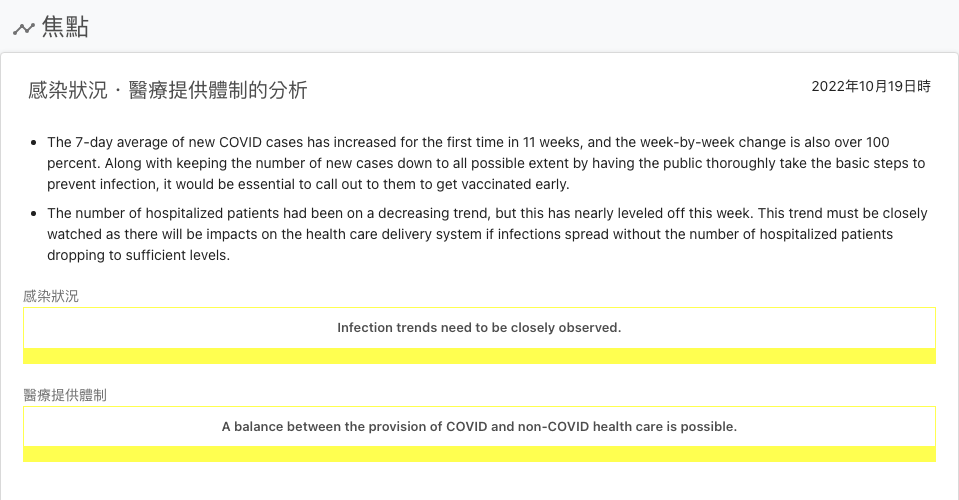 焦點
感染狀況・醫療提供體制的分析
2022年10月19日時
The 7-day average of new COVID cases has increased for the first time in 11 weeks, and the week-by-week change is also over 100
percent. Along with keeping the number of new cases down to all possible extent by having the public thoroughly take the basic steps to
prevent infection, it would be essential to call out to them to get vaccinated early.
The number of hospitalized patients had been on a decreasing trend, but this has nearly leveled off this week. This trend must be closely
watched as there will be impacts on the health care delivery system if infections spread without the number of hospitalized patients
dropping to sufficient levels.
感染狀況
Infection trends need to be closely observed.
醫療提供體制
A balance between the provision of COVID and non-COVID health care is possible.